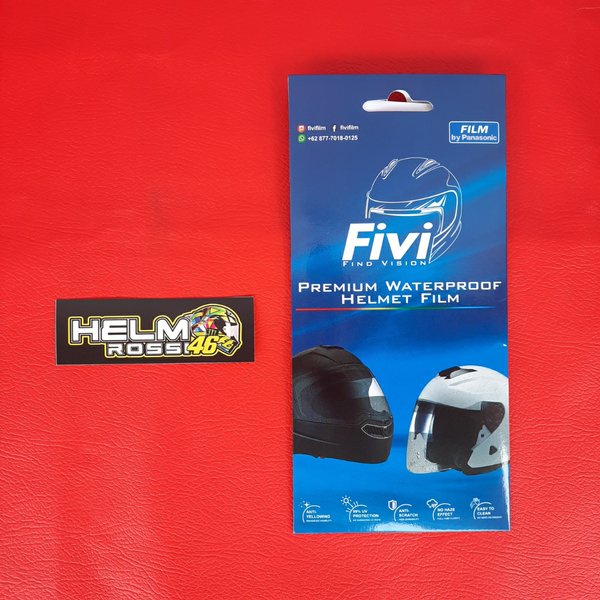 fivifilm fivifilm
+62 877-7018-0125
FILM
by Panasonic
Fivi
FIND VISION
PREMIUM WATERPROOF
HELMET FILM
HELM
ROSSI 46
ANTI
YELLOWING
99% UV
PROTECTION
ANTI
SCRATCH
NO HAZE
EFFECT
EASY TO
CLEAN